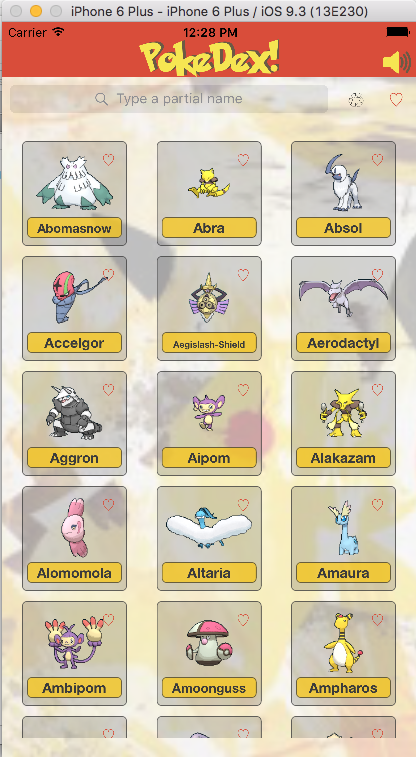 iPhone 6 Plus - iPhone 6 Plus / iOS 9.3 (13E230)
Carrier 12:28 PM
PokeDex!
Type a partial name
Abomasnow Abra Absol
Accelgor Aegislash-Shield Aerodactyl
Aggron Aipom Alakazam
Alomomola Altaria Amaura
Ambipom Amoonguss Ampharos